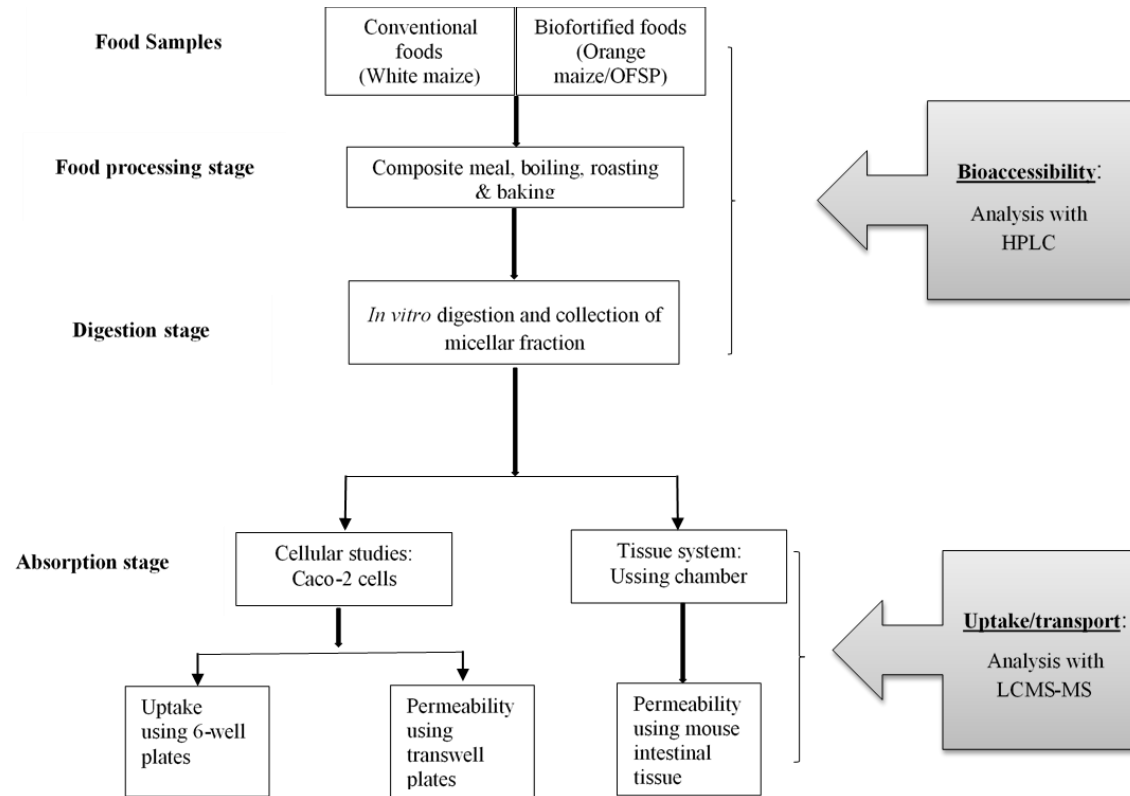 Food Samples
Conventional
foods
(White maize)
Biofortified foods
(Orange
maize/OFSP)
Food processing stage
Composite meal, boiling, roasting
& baking
Bioaccessibility:
Analysis with
HPLC
Digestion stage
In vitro digestion and collection of
micellar fraction
Absorption stage
Cellular studies:
Caco-2 cells
Tissue system:
Ussing chamber
Uptake/transport:
Analysis with
LCMS-MS
Uptake
using 6-well
plates
Permeability
using
transwell
plates
Permeability
using mouse
intestinal
tissue